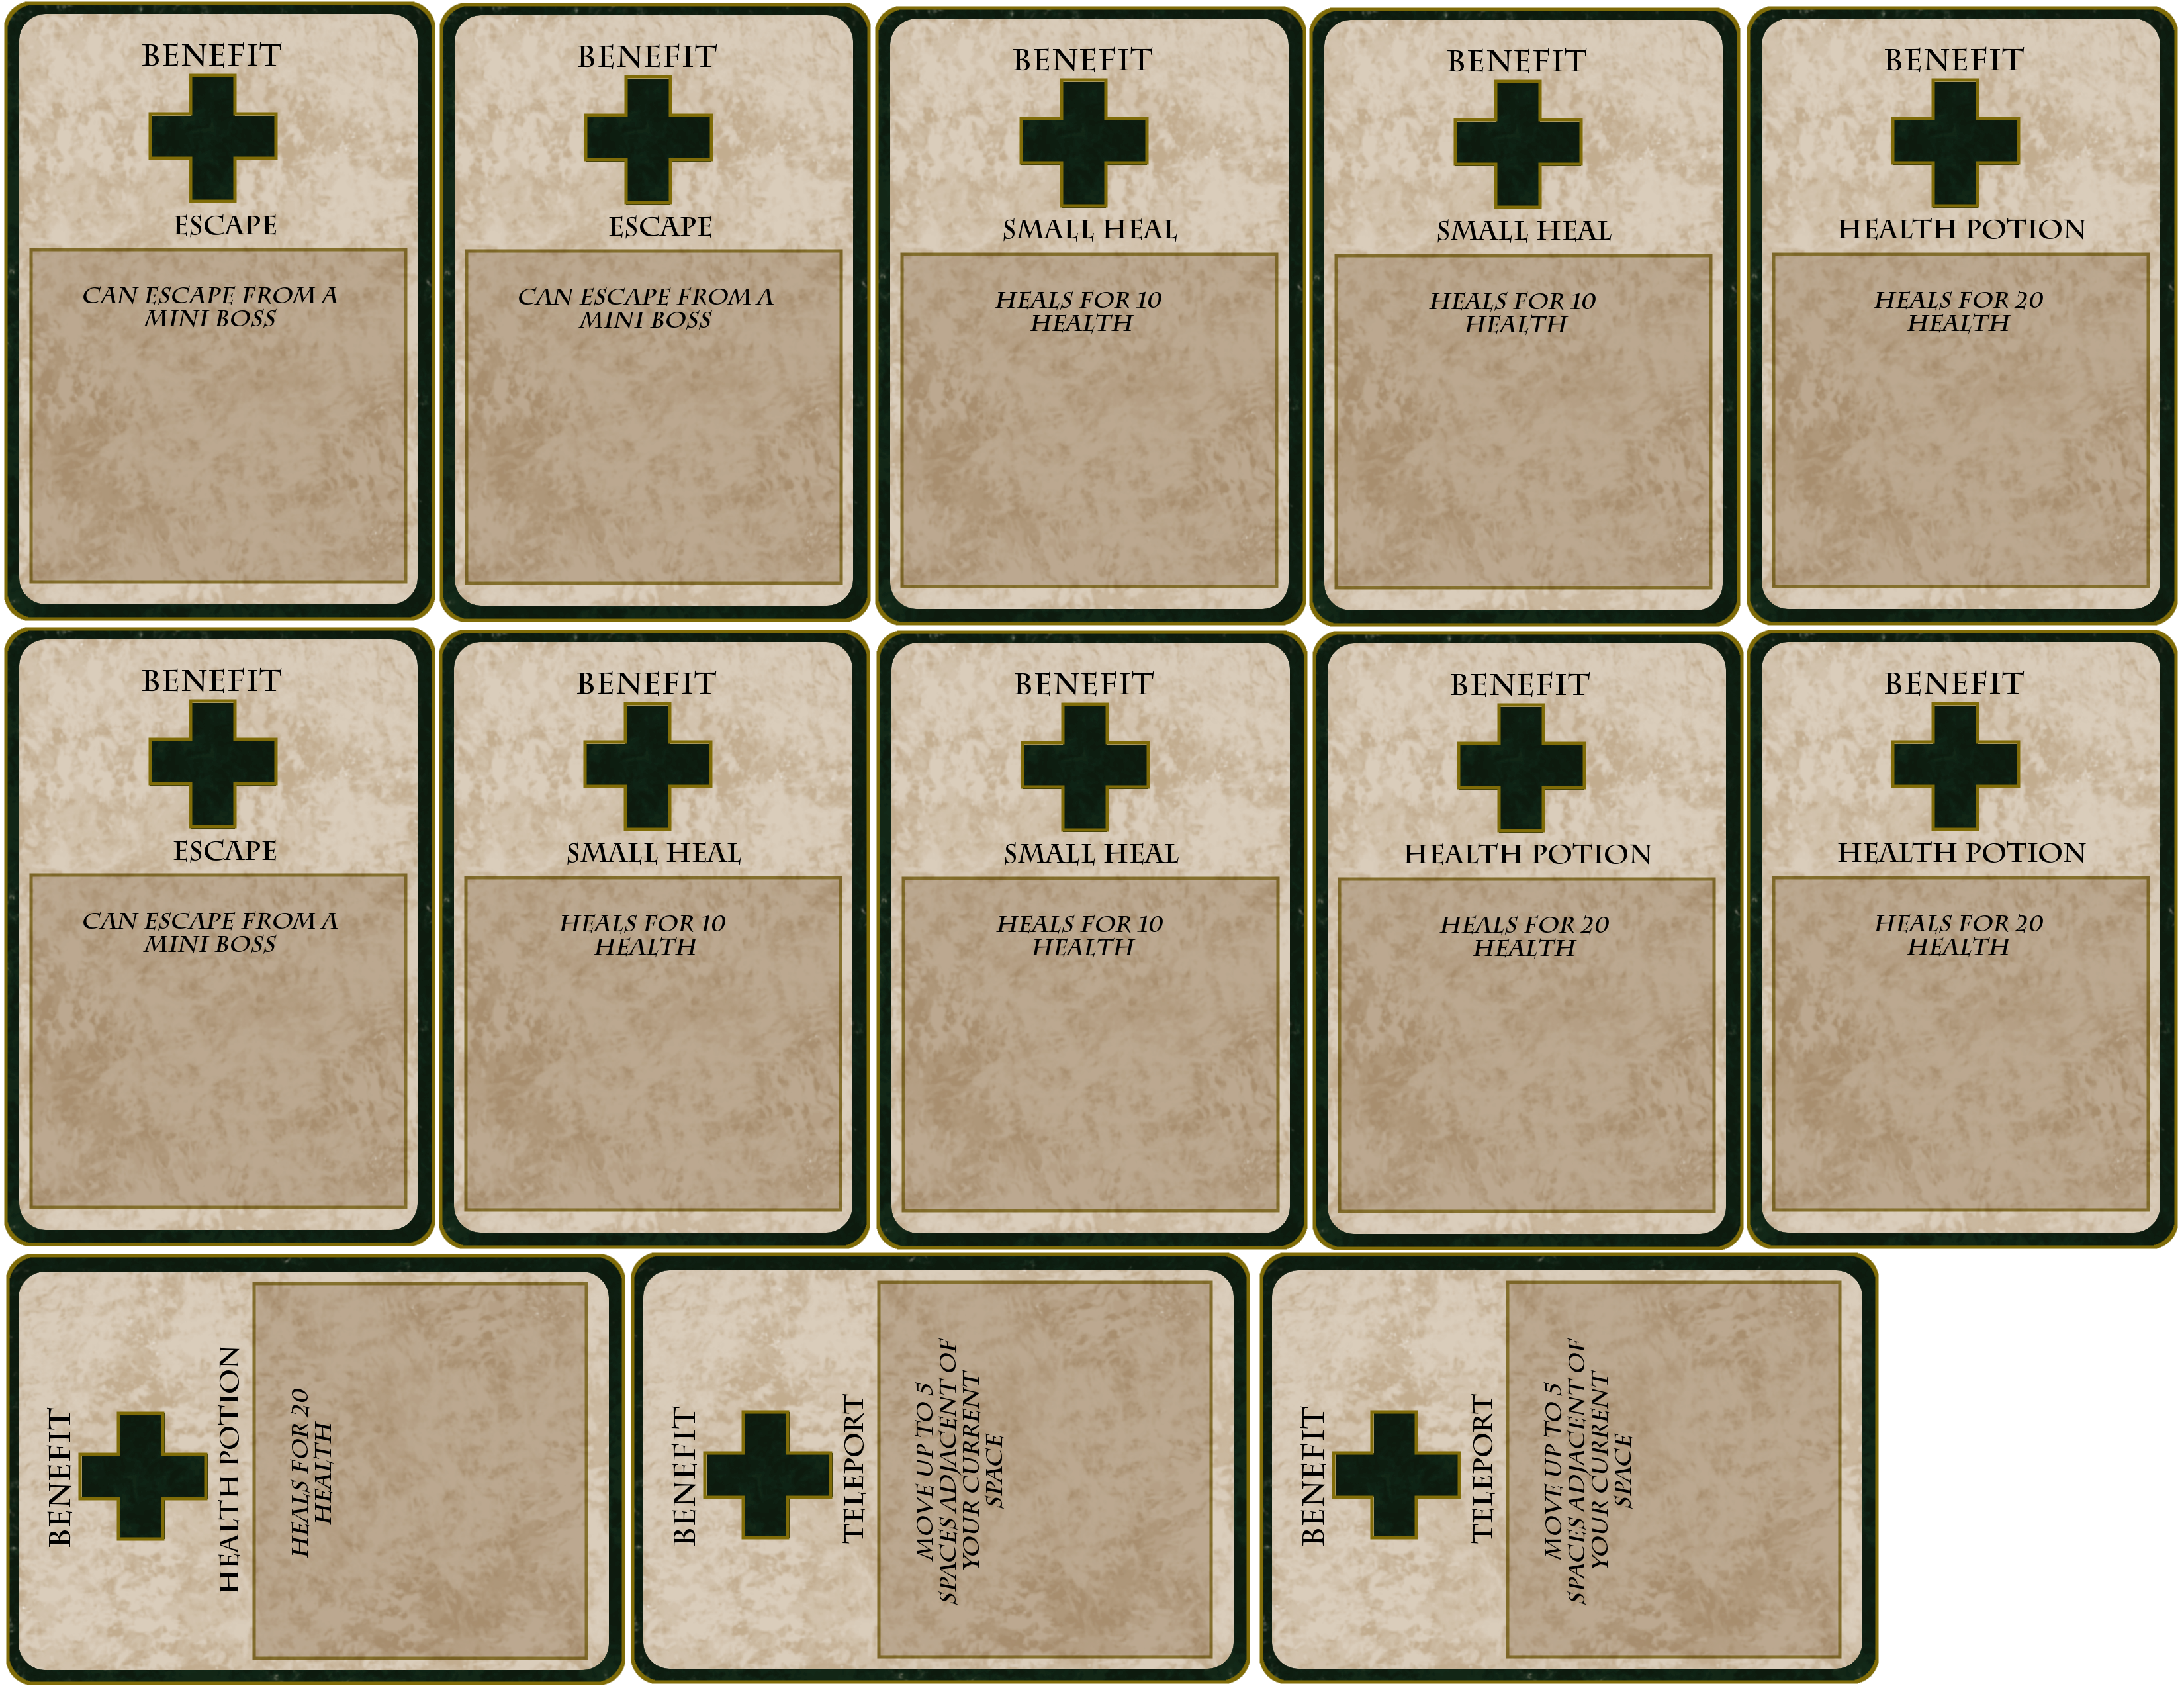 BENEFIT
ESCAPE
CAN ESCAPE FROM A
MINI BOSS
BENEFIT
ESCAPE
CAN ESCAPE FROM A
MINI BOSS
BENEFIT
SMALL HEAL
HEALS FOR 10
HEALTH
BENEFIT
SMALL HEAL
HEALS FOR 10
HEALTH
BENEFIT
HEALTH POTION
HEALS FOR 20
HEALTH
BENEFIT
ESCAPE
CAN ESCAPE FROM A
MINI BOSS
BENEFIT
SMALL HEAL
HEALS FOR 10
HEALTH
BENEFIT
SMALL HEAL
HEALS FOR 10
HEALTH
BENEFIT
HEALTH POTION
HEALS FOR 20
HEALTH
BENEFIT
HEALTH POTION
HEALS FOR 20
HEALTH
BENEFIT
HEALTH POTION
HEALS FOR 20
HEALTH
BENEFIT
TELEPORT
MOVE UP TO 5
SPACES ADJACENT OF
YOUR CURRENT
SPACE
BENEFIT
TELEPORT
MOVE UP TO 5
SPACES ADJACENT OF
YOUR CURRENT
SPACE